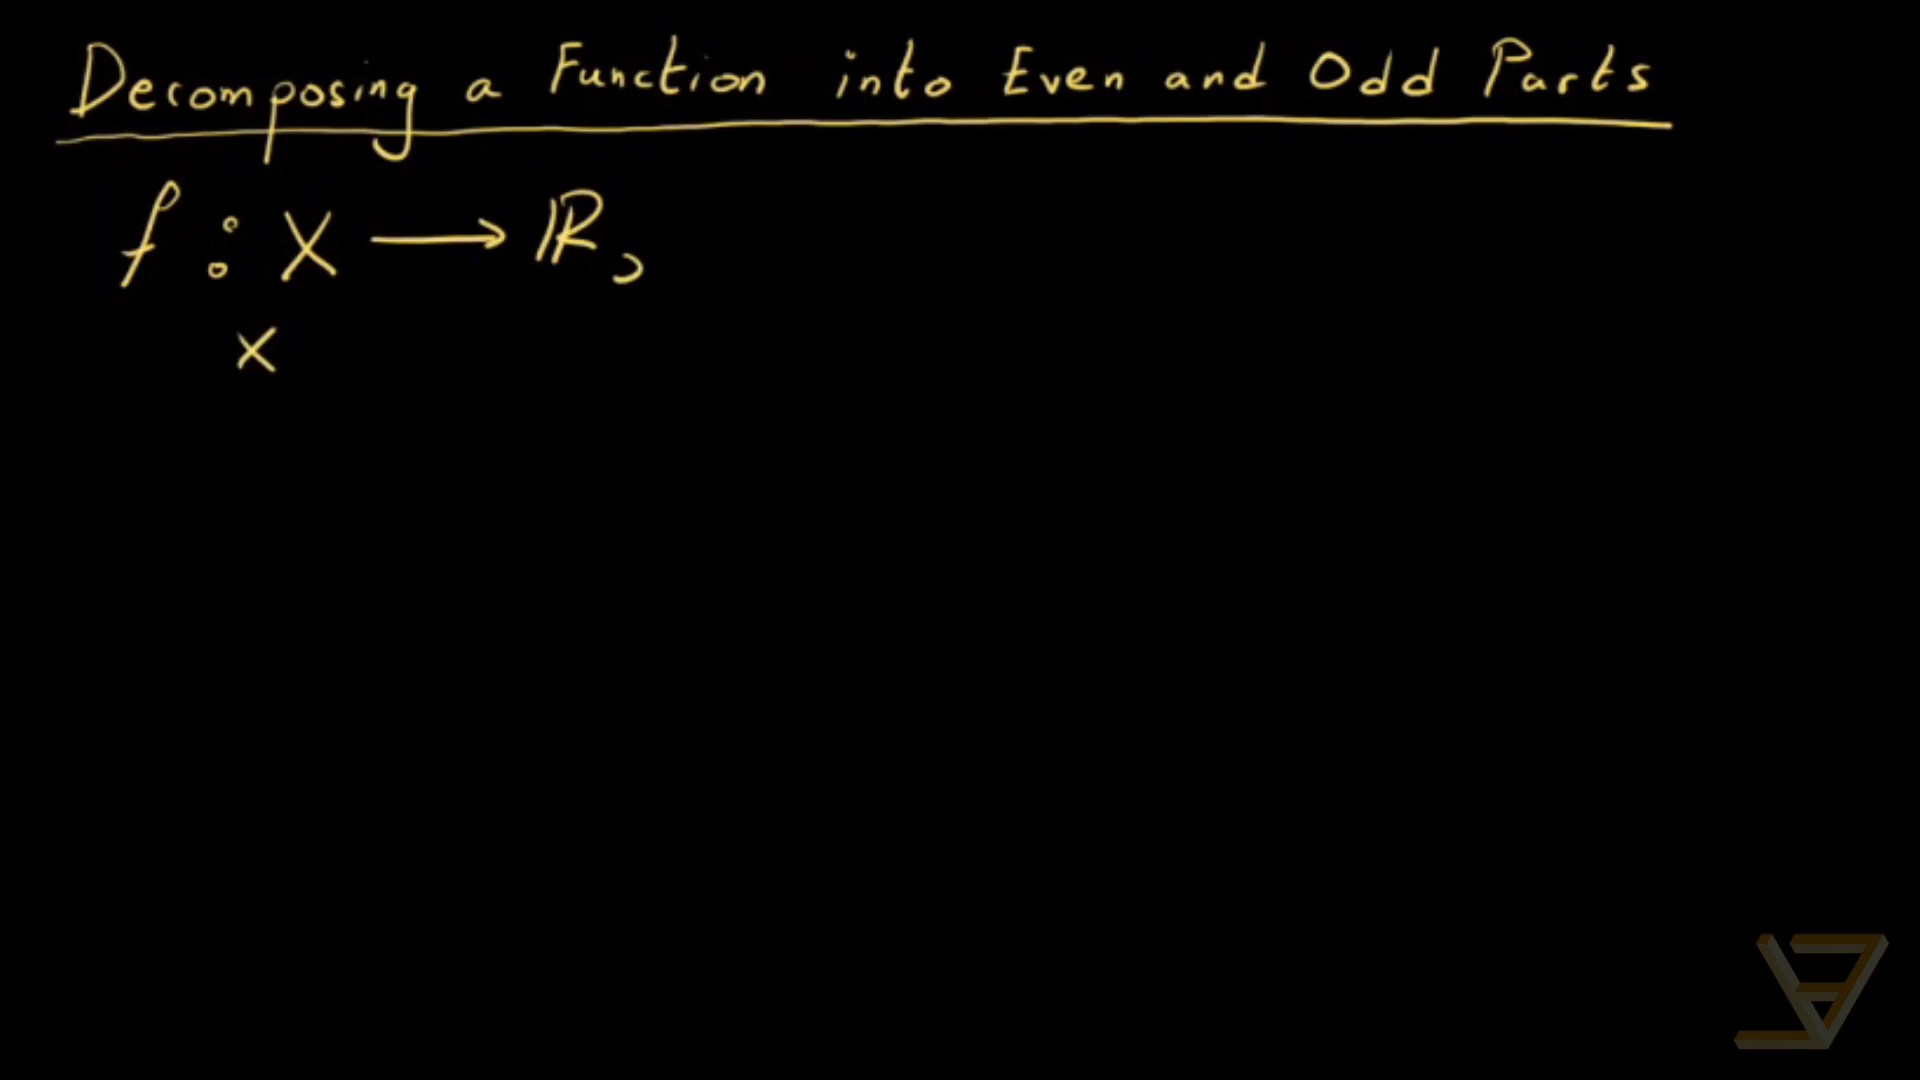 Decomposing a Function into Even and Odd Parts
f : X → ℝ,
x